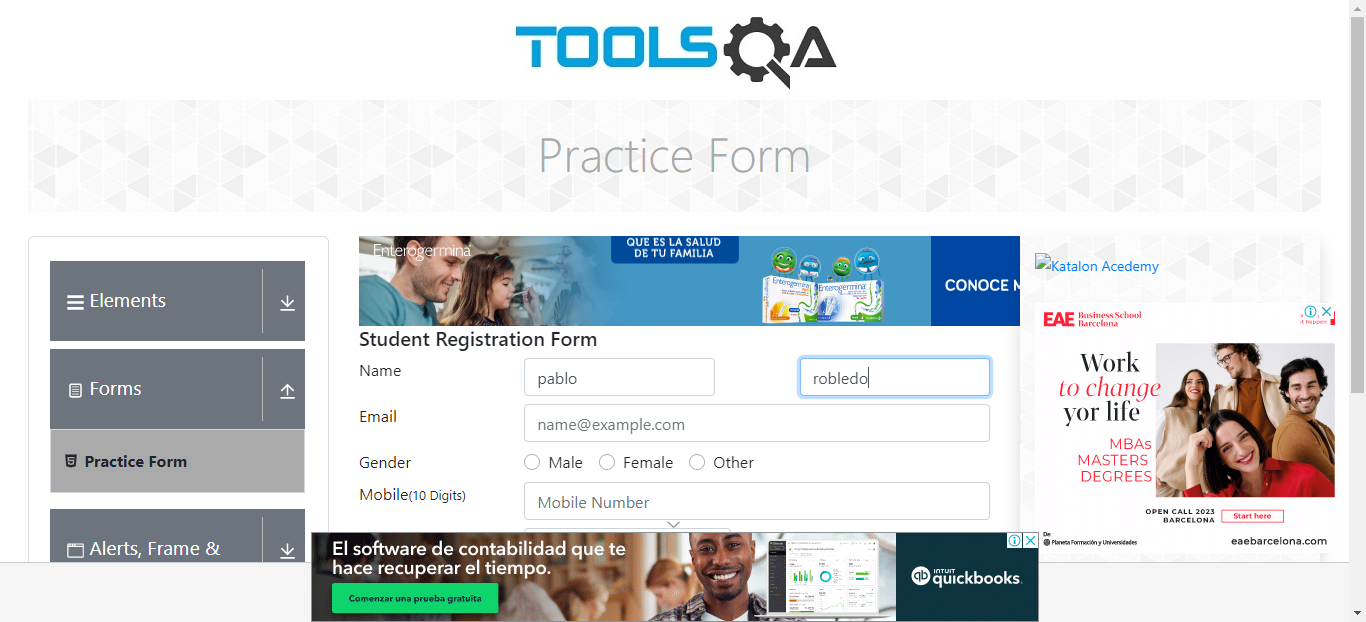 TOOLSQA
Practice Form
Elements
Forms
Practice Form
Alerts, Frame &
Enterogermina
QUE ES LA SALUD
DE TU FAMILIA
Enterogermina
Enterogermina
CONOCE M
Student Registration Form
Name
pablo
robledo
Email
name@example.com
Gender
Male
Female
Other
Mobile(10 Digits)
Mobile Number
Katalon Acedemy
EAE Business School
Barcelona
it happen
Work
to change
yor life
MBAs
MASTERS
DEGREES
OPEN CALL 2023
BARCELONA
Start here
De:
Planeta Formación y Universidades
eaebarcelona.com
El software de contabilidad que te
hace recuperar el tiempo.
Comenzar una prueba gratuita
INTUIT
quickbooks.